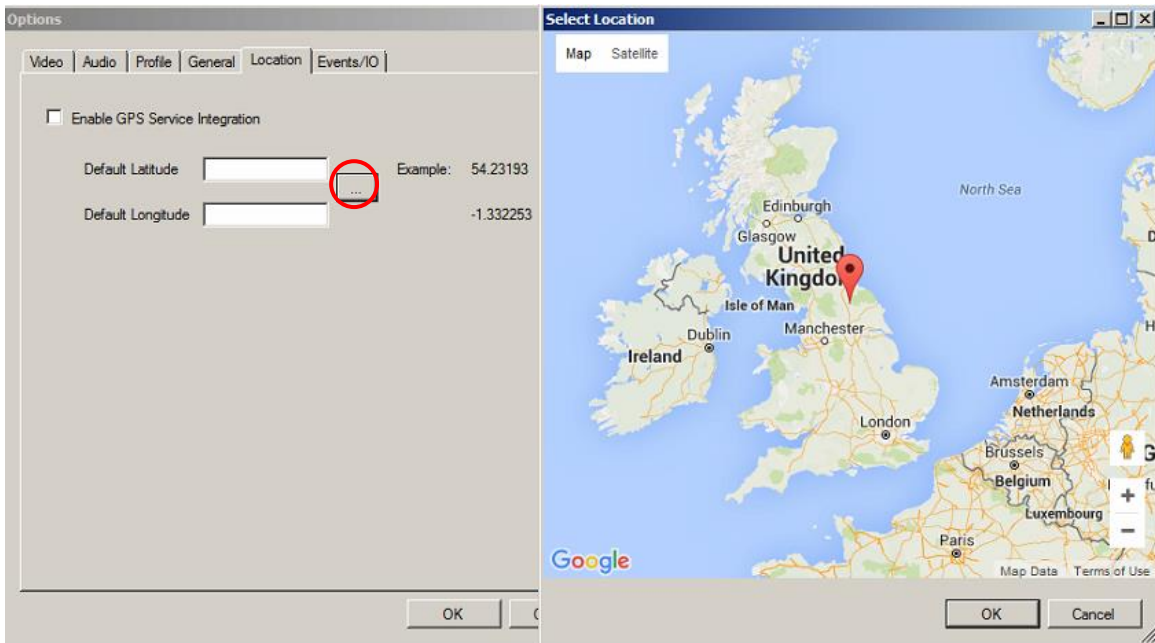 Options
Video Audio Profile General Location Events/IO
Enable GPS Service Integration
Default Latitude
...
Example: 54.23193
Default Longitude
-1.332253
OK
Select Location
Map Satellite
North Sea
Edinburgh
Glasgow
United
Isle of Man
Dublin
Manchester
Ireland
Amsterdam
Netherlands
London
Brussels
Belgium
Luxembourg
Paris
Google
Map Data Terms of Use
OK Cancel